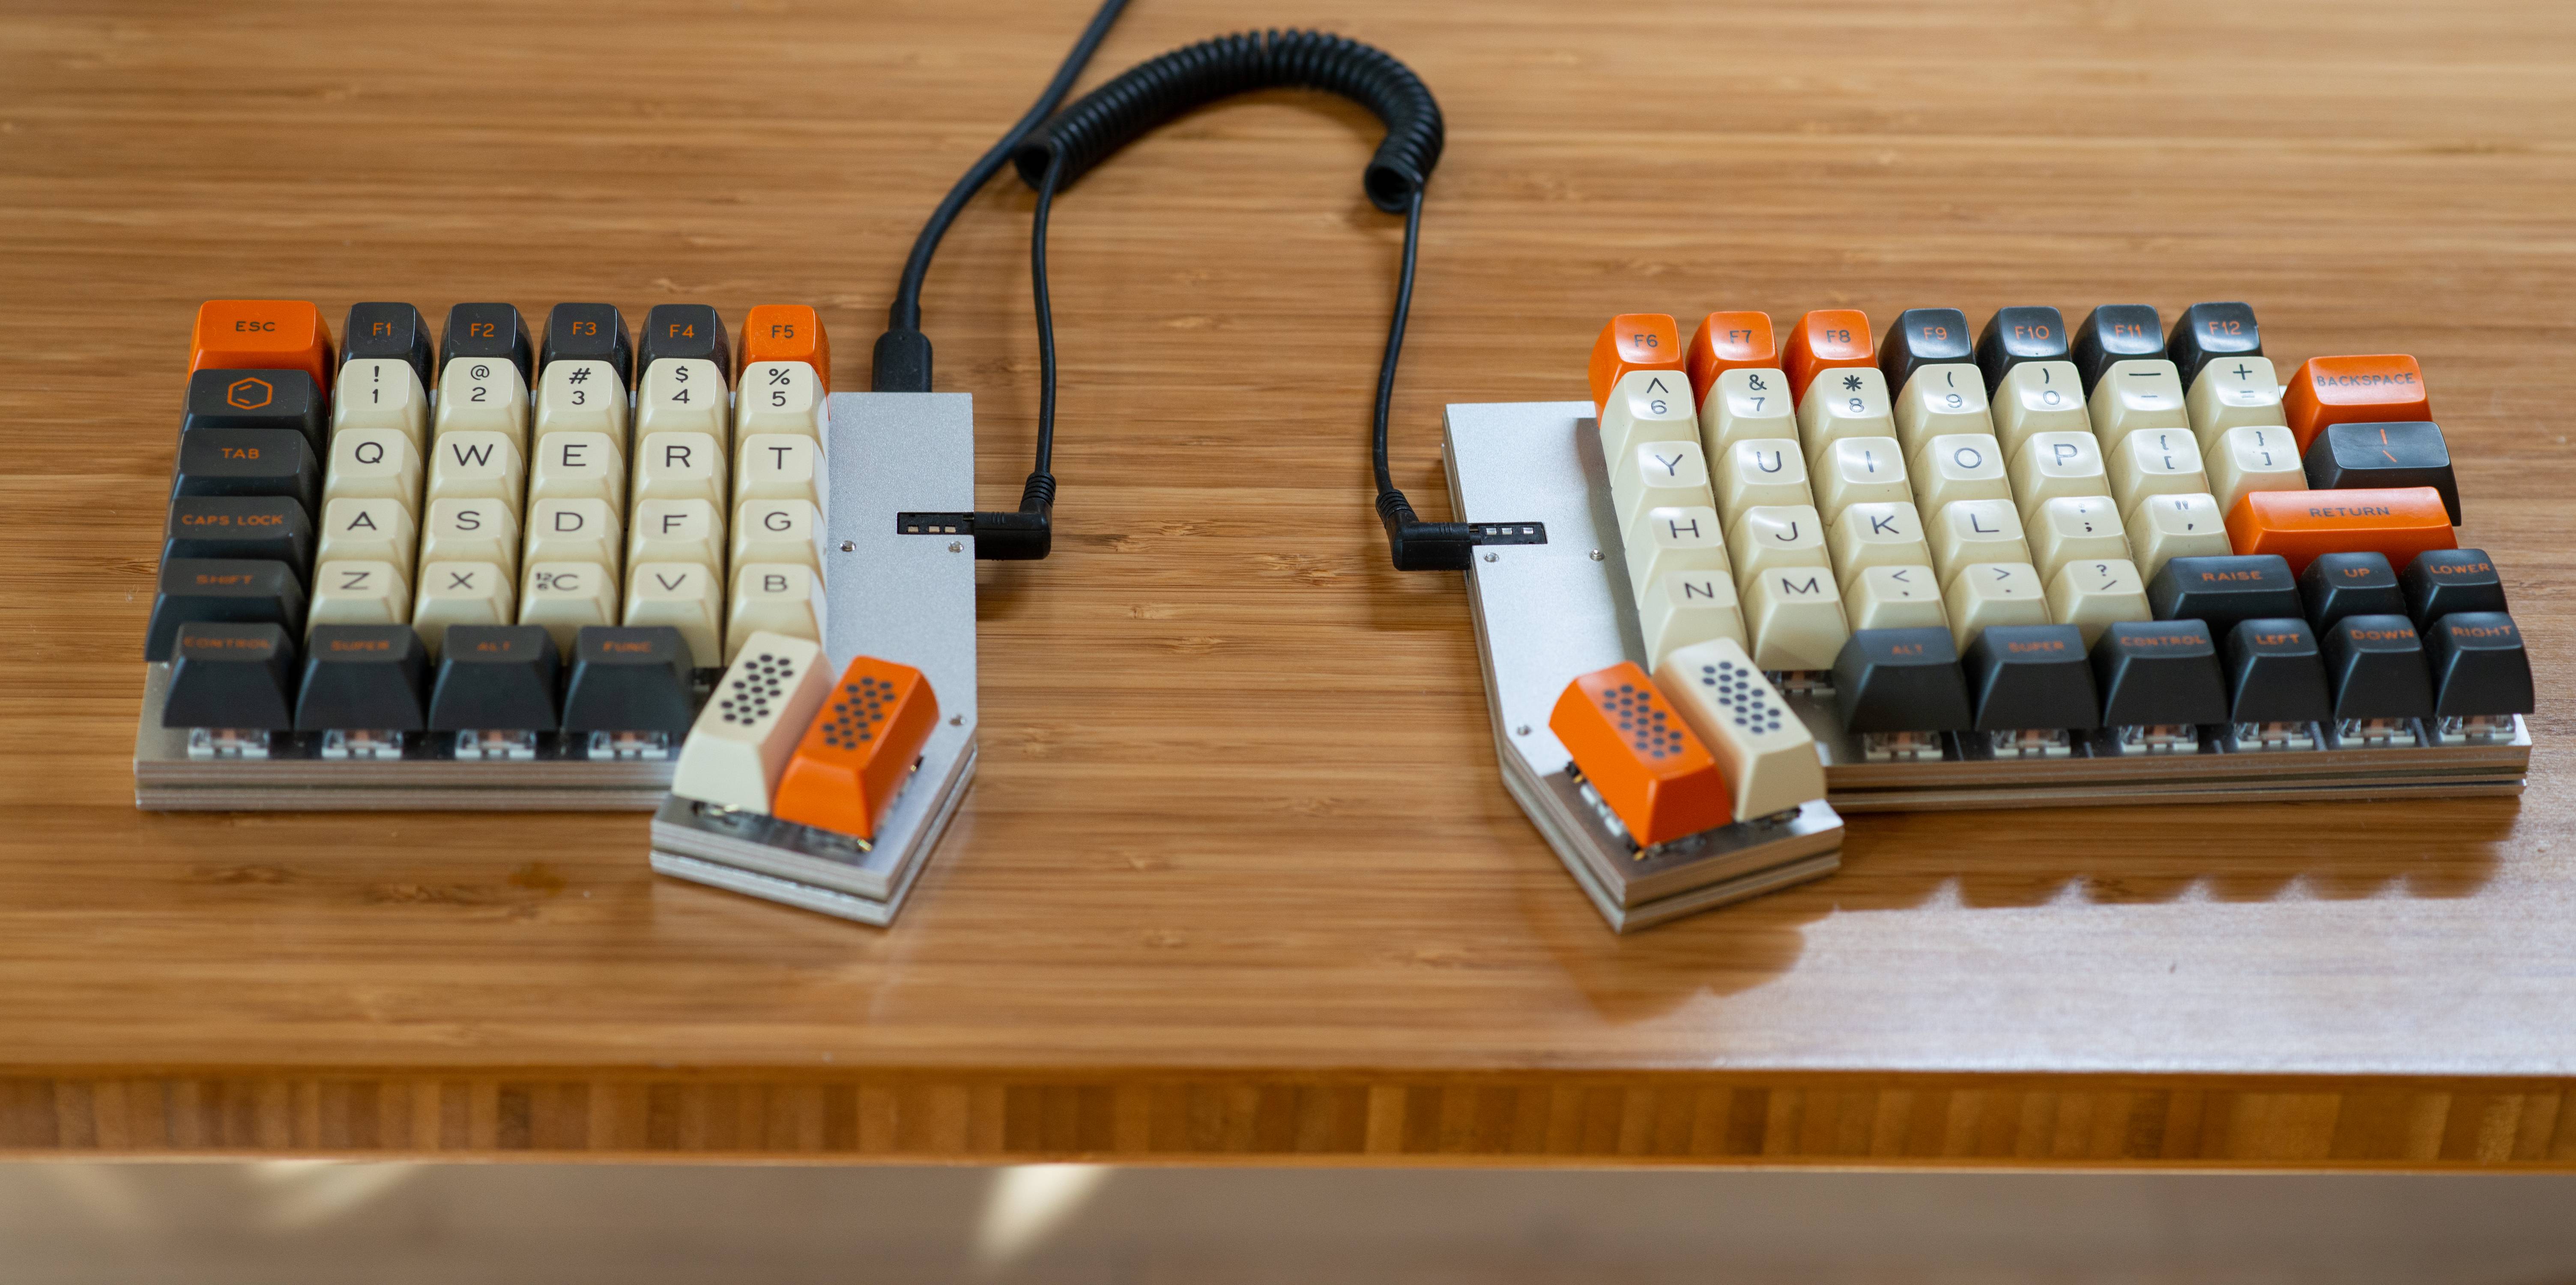 ESC F1 F2 F3 F4 F5
! @ # $ %
1 2 3 4 5
TAB Q W E R T
CAPS LOCK A S D F G
SHIFT Z X 12 6 C V B
CONTROL SUPER ALT FUNC
F6 F7 F8 F9 F10 F11 F12
^ & * ( ) — + BACKSPACE
6 7 8 9 0 - =
Y U I O P { } |
[ ] \
H J K L : " RETURN
; '
N M < > ? RAISE UP LOWER
, . /
ALT SUPER CONTROL LEFT DOWN RIGHT